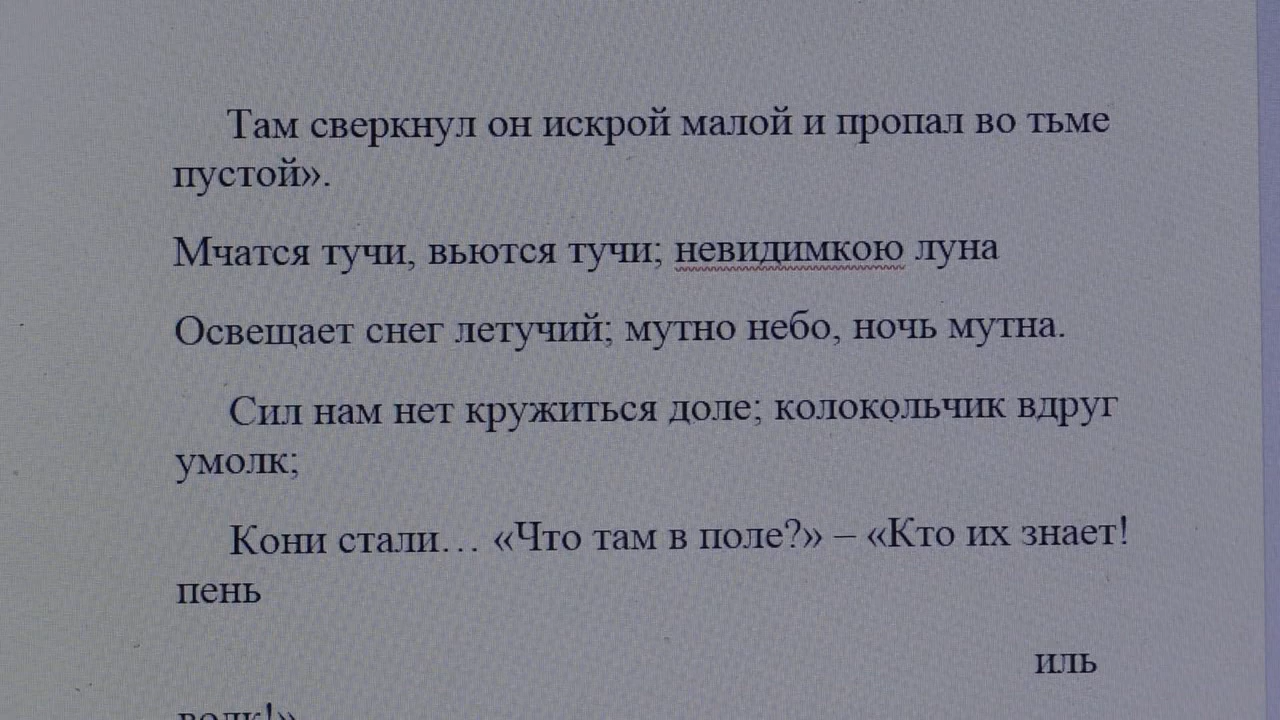 Там сверкнул он искрой малой и пропал во тьме
пустой».
Мчатся тучи, вьются тучи; невидимкою луна
Освещает снег летучий; мутно небо, ночь мутна.
Сил нам нет кружиться доле; колокольчик вдруг
умолк;
Кони стали… «Что там в поле?» – «Кто их знает!
пень
иль
волк!»